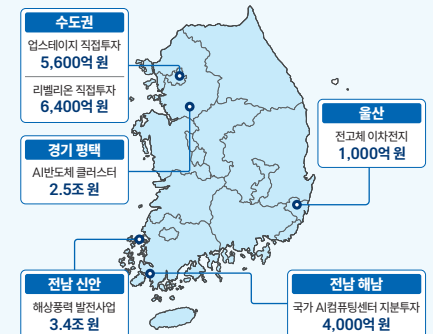 수도권
업스테이지 직접투자
5,600억 원
리벨리온 직접투자
6,400억 원
울산
전고체 이차전지
1,000억 원
경기 평택
AI반도체 클러스터
2.5조 원
전남 신안
해상풍력 발전사업
3.4조 원
전남 해남
국가 AI컴퓨팅센터 지분투자
4,000억 원